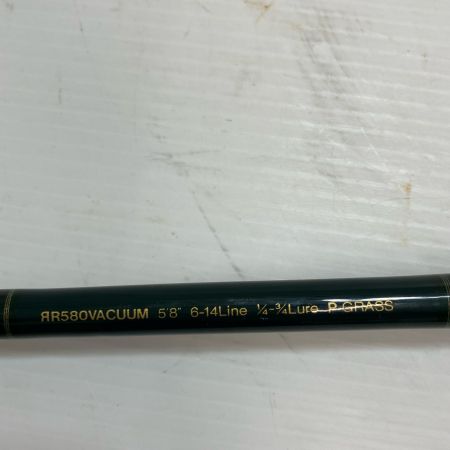 ЯR580VACUUM 5'8" 6-14Line ¼-¾Lure P-GRASS